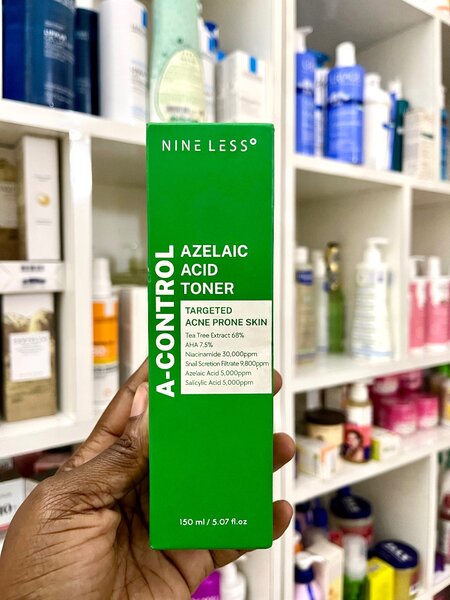 NINE LESS
A-CONTROL
AZELAIC
ACID
TONER
TARGETED
ACNE PRONE SKIN
Tea Tree Extract 68%
AHA 7.5%
Niacinamide 30,000ppm
Snail Scretion Filtrate 9,800ppm
Azelaic Acid 5,000ppm
Salicylic Acid 5,000ppm
150 ml / 5.07 fl.oz